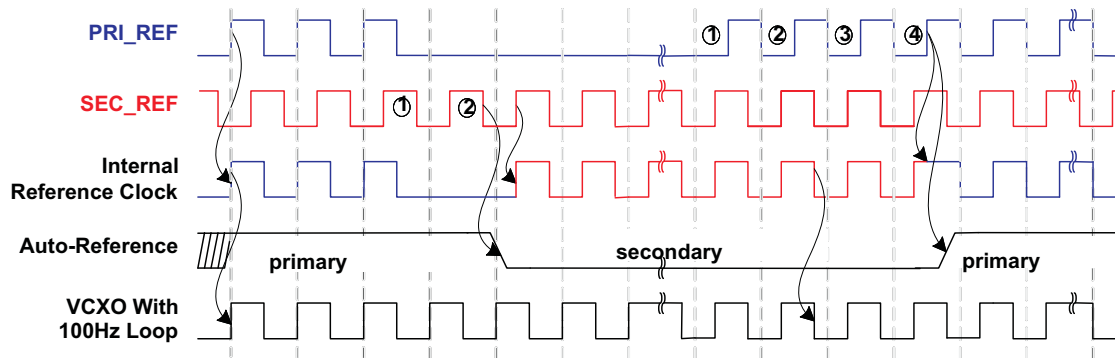 PRI_REF
1 2 3 4
SEC_REF
1 2
Internal
Reference Clock
Auto-Reference
primary
secondary
primary
VCXO With
100Hz Loop